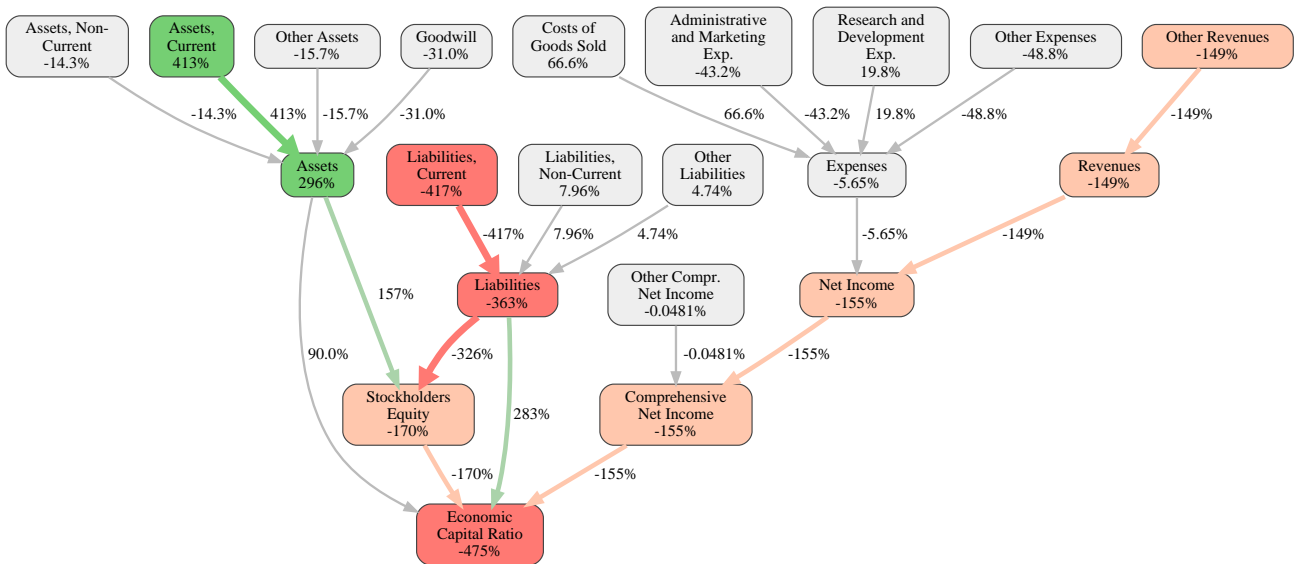 Assets, Non-
Current
-14.3%
Assets,
Current
413%
Other Assets
-15.7%
Goodwill
-31.0%
Costs of
Goods Sold
66.6%
Administrative
and Marketing
Exp.
-43.2%
Research and
Development
Exp.
19.8%
Other Expenses
-48.8%
Other Revenues
-149%
-14.3%
413%
-15.7%
-31.0%
66.6%
-43.2%
19.8%
-48.8%
-149%
Assets
296%
Liabilities,
Current
-417%
Liabilities,
Non-Current
7.96%
Other
Liabilities
4.74%
Expenses
-5.65%
Revenues
-149%
-417%
7.96%
4.74%
-5.65%
-149%
Liabilities
-363%
Other Compr.
Net Income
-0.0481%
Net Income
-155%
157%
90.0%
-326%
283%
-0.0481%
-155%
Stockholders
Equity
-170%
Comprehensive
Net Income
-155%
-170%
-155%
Economic
Capital Ratio
-475%